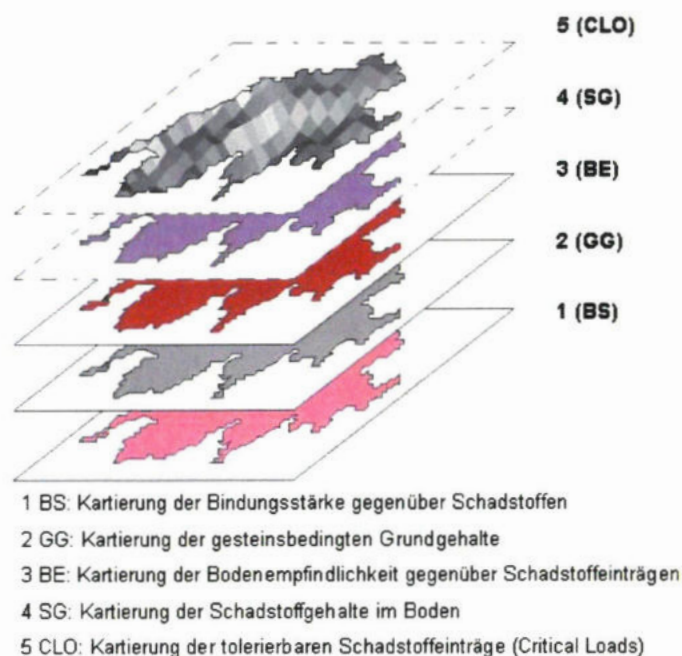 5 (CLO)
4 (SG)
3 (BE)
2 (GG)
1 (BS)
1 BS: Kartierung der Bindungsstärke gegenüber Schadstoffen
2 GG: Kartierung der gesteinsbedingten Grundgehalte
3 BE: Kartierung der Bodenempfindlichkeit gegenüber Schadstoffeinträgen
4 SG: Kartierung der Schadstoffgehalte im Boden
5 CLO: Kartierung der tolerierbaren Schadstoffeinträge (Critical Loads)